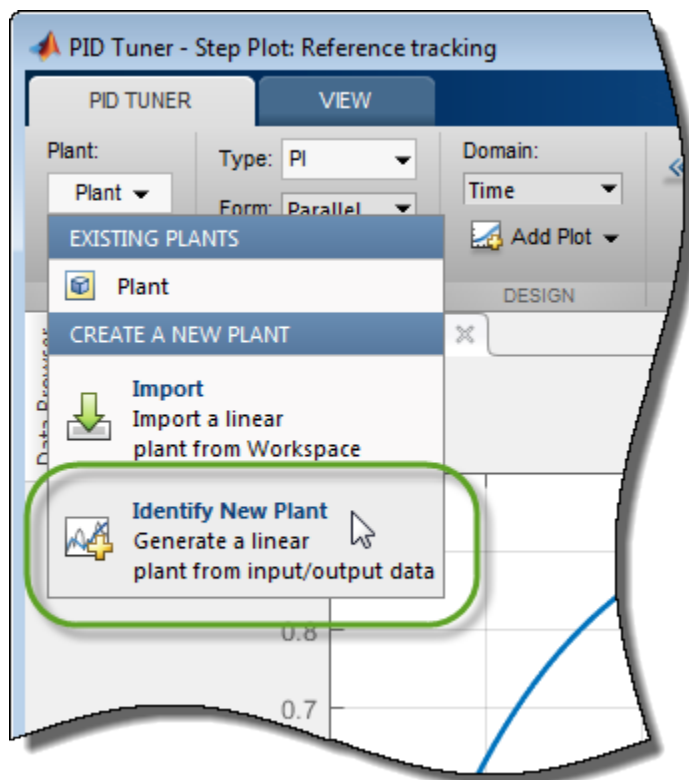 PID Tuner - Step Plot: Reference tracking
PID TUNER
VIEW
Plant:
Type: PI
Domain:
Plant
Form: Parallel
Time
Add Plot
DESIGN
EXISTING PLANTS
Plant
CREATE A NEW PLANT
Data Browser
Import
Import a linear
plant from Workspace
Identify New Plant
Generate a linear
plant from input/output data
0.8
0.7